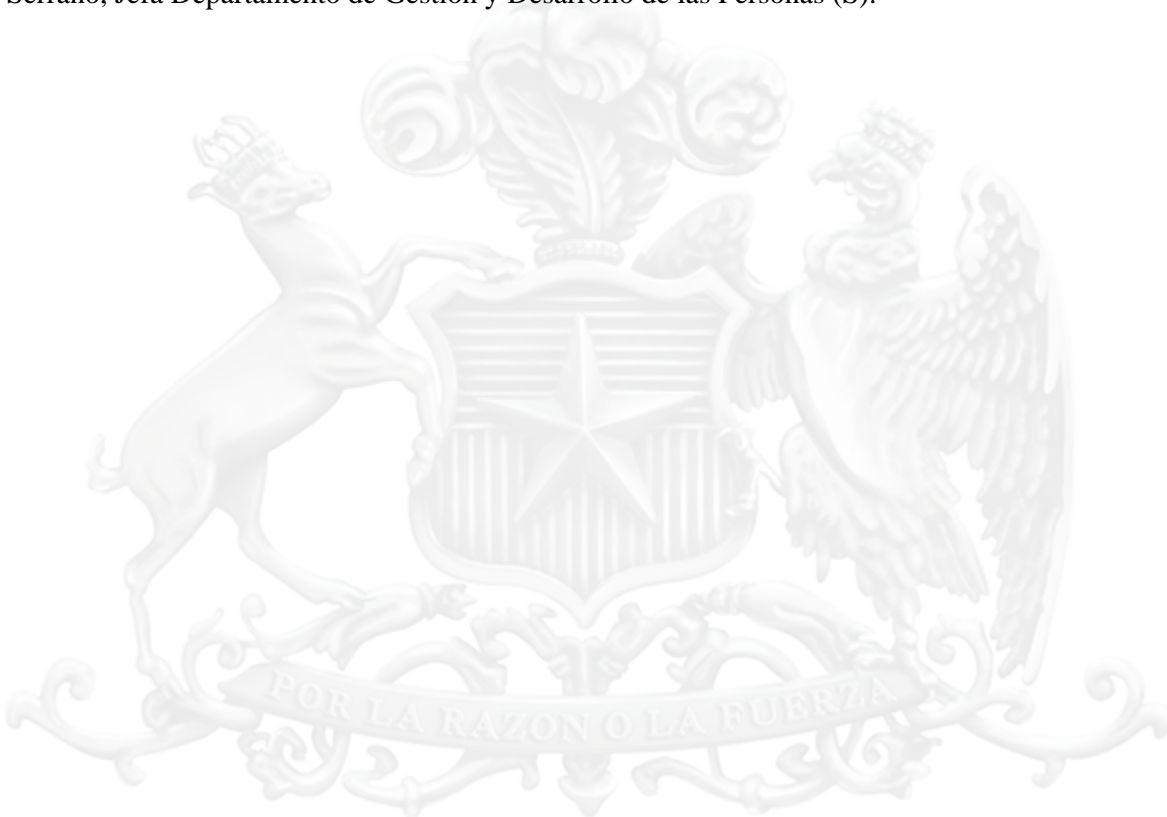 Serrano, Jefa Departamento de Gestión y Desarrollo de las Personas (S).
POR LA RAZON O LA FUERZA